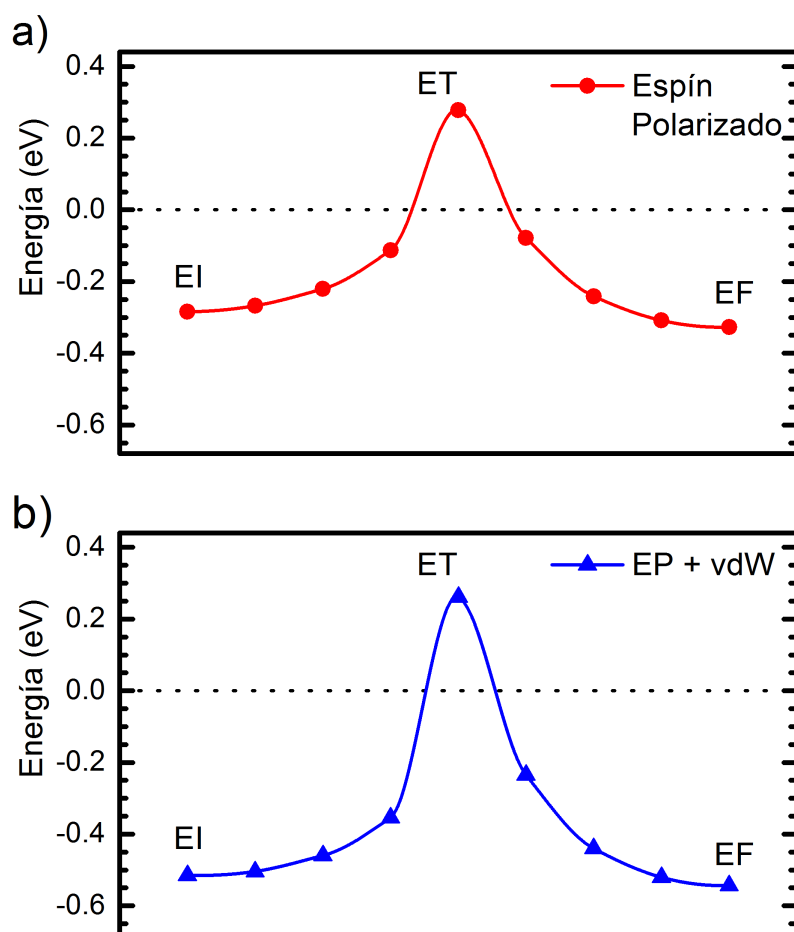 a)
0.4
ET
Espín
Polarizado
0.2
0.0
Energía (eV)
-0.2
EI
EF
-0.4
-0.6
b)
0.4
ET
EP + vdW
0.2
0.0
Energía (eV)
-0.2
-0.4
EI
EF
-0.6